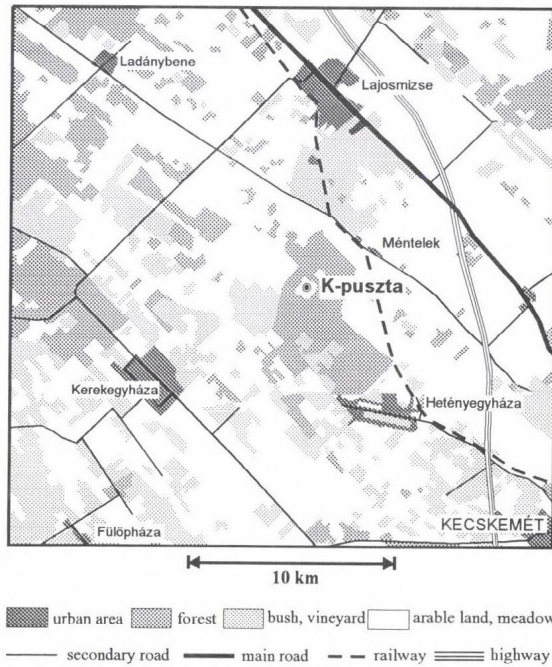 Ladánybene
Lajosmizse
Méntelek
K-puszta
Kerekegyháza
Hetényegyháza
Fülöpháza
KECSKEMÉT
10 km
urban area forest bush, vineyard arable land, meadow
secondary road main road railway highway